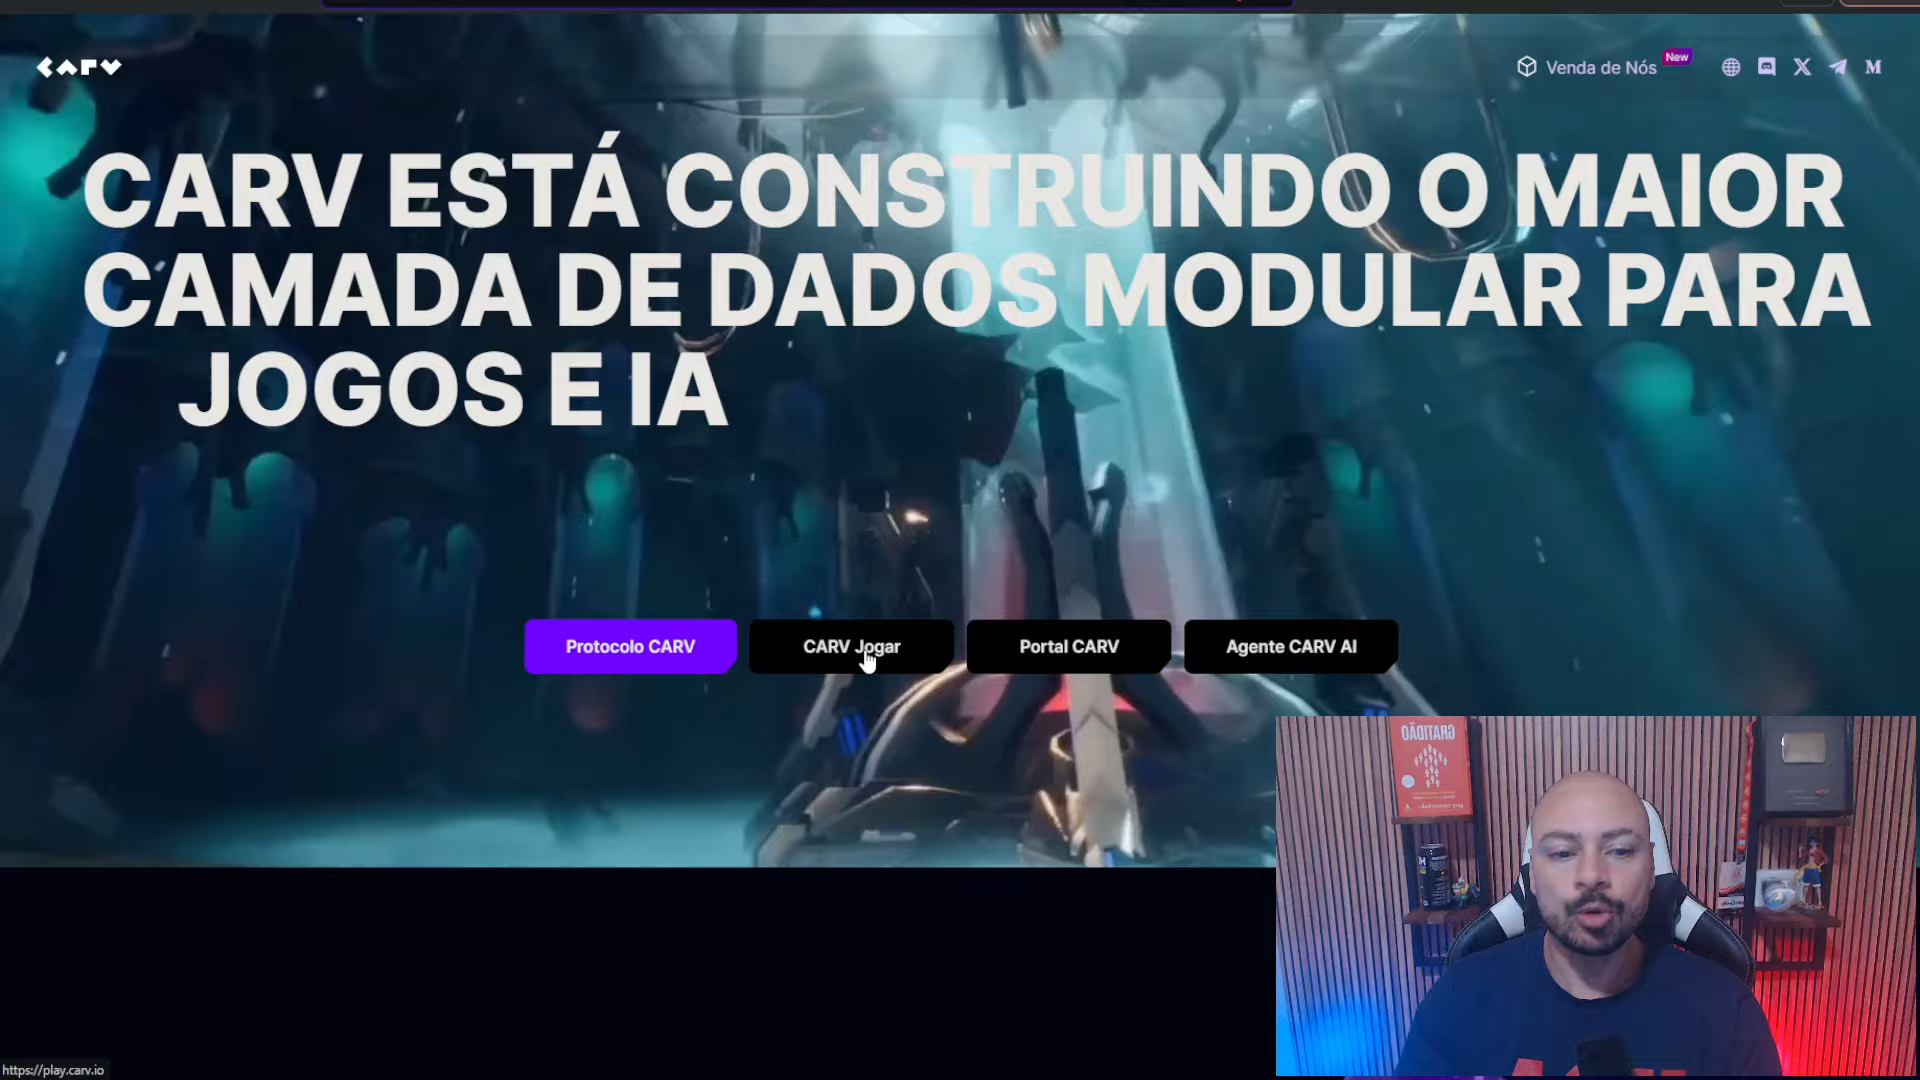 CARV
Venda de Nós
New
M
CARV ESTÁ CONSTRUINDO O MAIOR
CAMADA DE DADOS MODULAR PARA
JOGOS E IA
Protocolo CARV
CARV Jogar
Portal CARV
Agente CARV AI
GRATIDÃO
https://play.carv.io